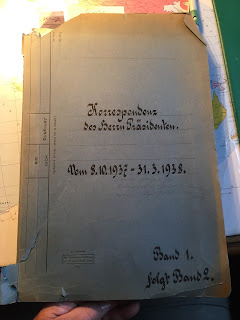 Korrespondenz
des Herrn Präsidenten.
Vom 8.10.1937 - 31.3.1938.
Band 1.
folgt Band 2.